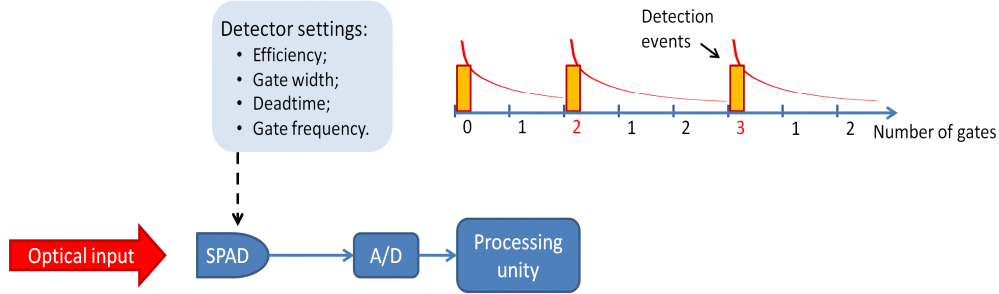 Detector settings:
• Efficiency;
• Gate width;
• Deadtime;
• Gate frequency.
Detection
events
0 1 2 1 2 3 1 2
Number of gates
Optical input
SPAD
A/D
Processing
unity